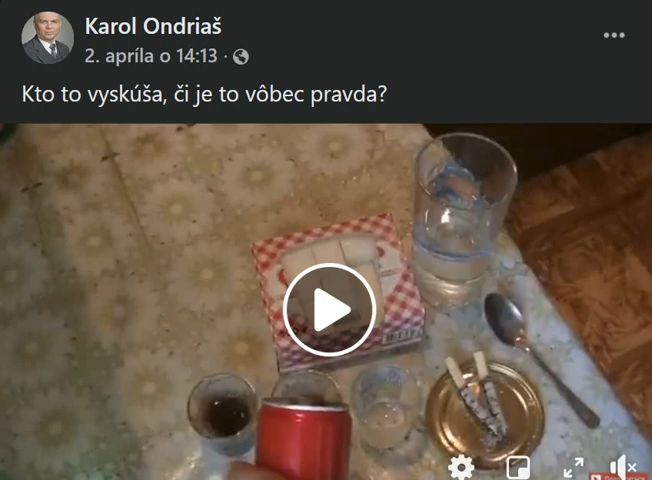 Karol Ondriaš
2. apríla o 14:13 ·
Kto to vyskúša, či je to vôbec pravda?